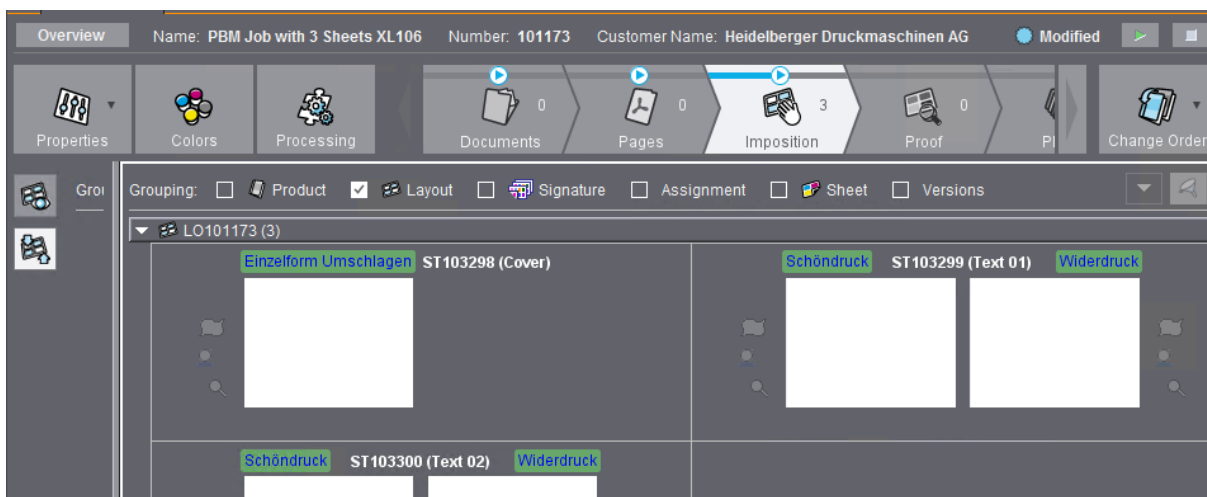 Overview Name: PBM Job with 3 Sheets XL106 Number: 101173 Customer Name: Heidelberger Druckmaschinen AG Modified
0 0 3 0
Properties Colors Processing Documents Pages Imposition Proof Pl Change Order
Grou Grouping: Product Layout Signature Assignment Sheet Versions
LO101173 (3)
Einzelform Umschlagen ST103298 (Cover) Schöndruck ST103299 (Text 01) Widerdruck
Schöndruck ST103300 (Text 02) Widerdruck